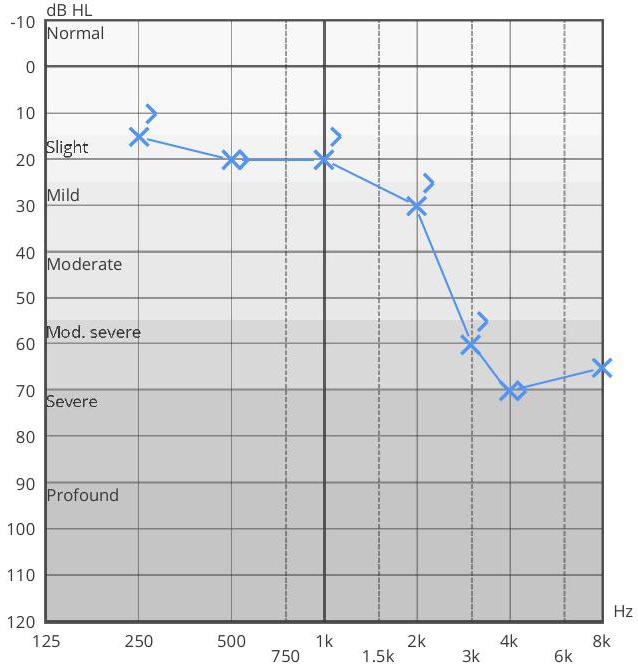 dB HL
-10
Normal
0
10
Slight
20
Mild
30
40
Moderate
50
Mod. severe
60
70
Severe
80
90
Profound
100
110
120
Hz
125 250 500 1k 2k 4k 8k
750 1.5k 3k 6k